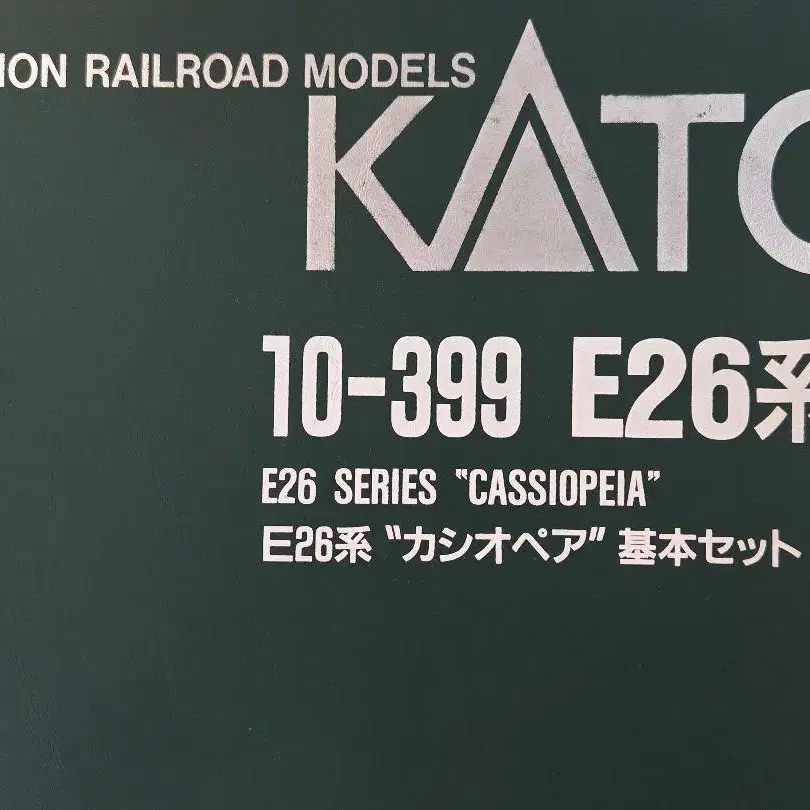 ION RAILROAD MODELS
KATO
10-399 E26系
E26 SERIES "CASSIOPEIA"
E26系 "カシオペア" 基本セット